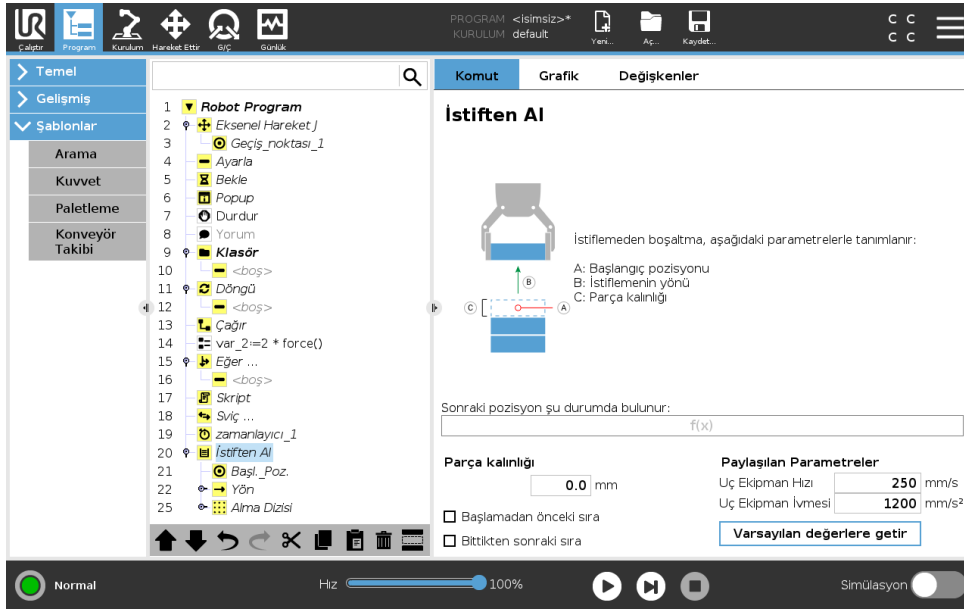 PROGRAM <isimsiz>*
KURULUM default
Çalıştır
Program
Kurulum
Hareket Ettir
G/Ç
Günlük
Yeni...
Aç...
Kaydet...
C C
C C
Temel
Gelişmiş
Şablonlar
Arama
Kuvvet
Paletleme
Konveyör
Takibi
1 Robot Program
2 Eksenel Hareket J
3 Geçiş_noktası_1
4 Ayarla
5 Bekle
6 Popup
7 Durdur
8 Yorum
9 Klasör
10 <boş>
11 Döngü
12 <boş>
13 Çağır
14 var_2≔2 * force()
15 Eğer ...
16 <boş>
17 Skript
18 Sviç ...
19 zamanlayıcı_1
20 İstiften Al
21 Başl._Poz.
22 Yön
25 Alma Dizisi
Komut
Grafik
Değişkenler
İstiften Al
B
C
A
İstiflemeden boşaltma, aşağıdaki parametrelerle tanımlanır:
A: Başlangıç pozisyonu
B: İstiflemenin yönü
C: Parça kalınlığı
Sonraki pozisyon şu durumda bulunur:
f(x)
Parça kalınlığı
0.0 mm
Başlamadan önceki sıra
Bittikten sonraki sıra
Paylaşılan Parametreler
Uç Ekipman Hızı 250 mm/s
Uç Ekipman İvmesi 1200 mm/s²
Varsayılan değerlere getir
Normal
Hız
100%
Simülasyon